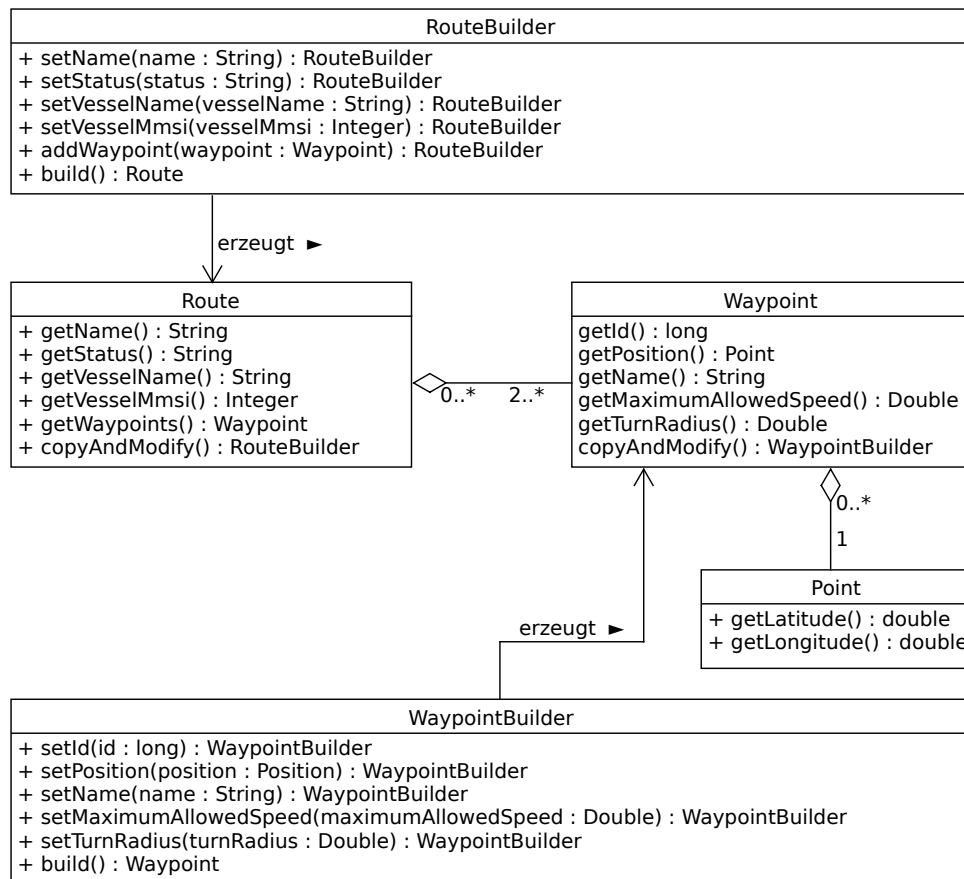 RouteBuilder
+ setName(name : String) : RouteBuilder
+ setStatus(status : String) : RouteBuilder
+ setVesselName(vesselName : String) : RouteBuilder
+ setVesselMmsi(vesselMmsi : Integer) : RouteBuilder
+ addWaypoint(waypoint : Waypoint) : RouteBuilder
+ build() : Route
erzeugt ►
Route
+ getName() : String
+ getStatus() : String
+ getVesselName() : String
+ getVesselMmsi() : Integer
+ getWaypoints() : Waypoint
+ copyAndModify() : RouteBuilder
0..*
2..*
Waypoint
getId() : long
getPosition() : Point
getName() : String
getMaximumAllowedSpeed() : Double
getTurnRadius() : Double
copyAndModify() : WaypointBuilder
0..*
1
Point
+ getLatitude() : double
+ getLongitude() : double
erzeugt ►
WaypointBuilder
+ setId(id : long) : WaypointBuilder
+ setPosition(position : Position) : WaypointBuilder
+ setName(name : String) : WaypointBuilder
+ setMaximumAllowedSpeed(maximumAllowedSpeed : Double) : WaypointBuilder
+ setTurnRadius(turnRadius : Double) : WaypointBuilder
+ build() : Waypoint